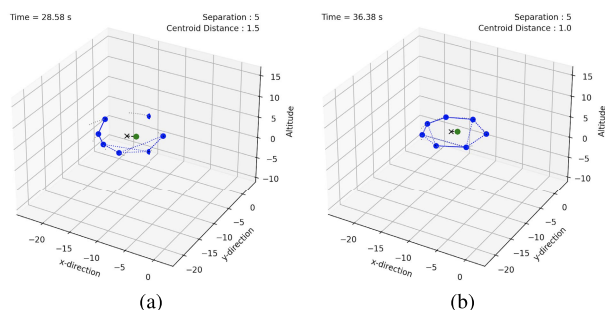 Time = 28.58 s
Separation : 5
Centroid Distance : 1.5
15
10
5
0
−5
−10
Altitude
0
−5
−10
−15
−20
y-direction
−20
−15
−10
−5
0
x-direction
(a)
Time = 36.38 s
Separation : 5
Centroid Distance : 1.0
15
10
5
0
−5
−10
Altitude
0
−5
−10
−15
−20
y-direction
−20
−15
−10
−5
0
x-direction
(b)